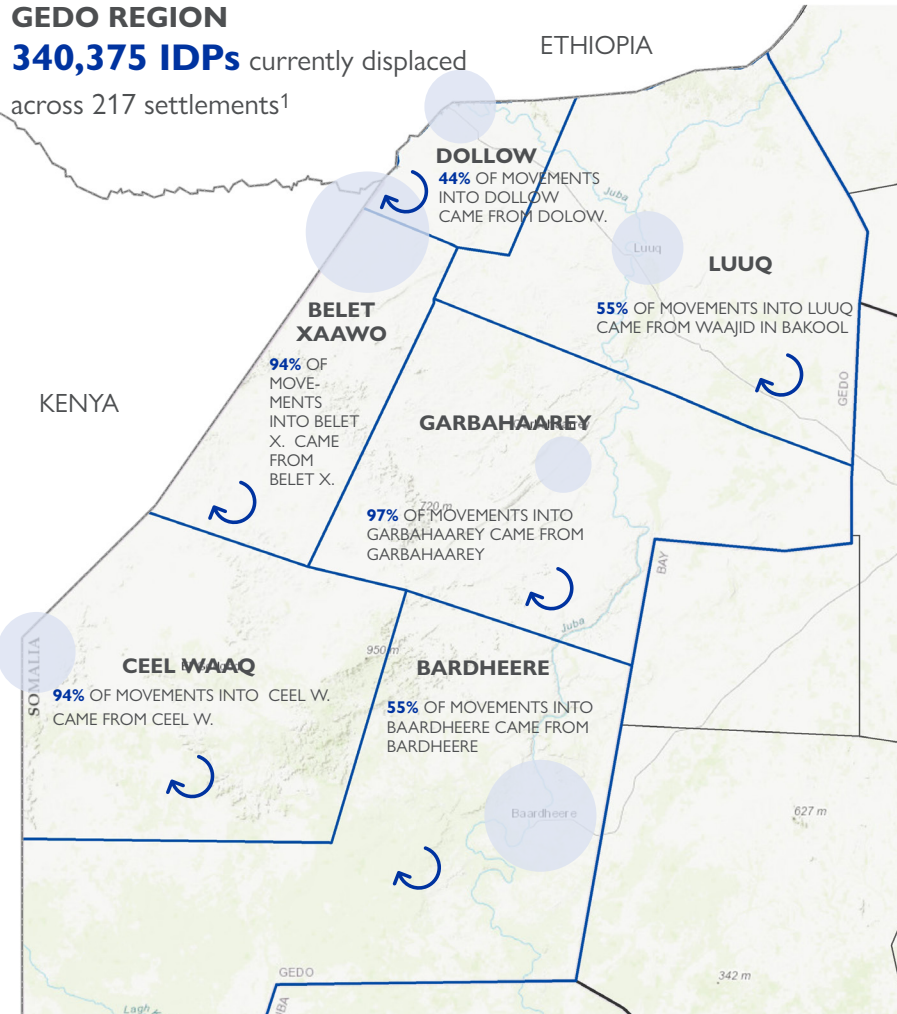 GEDO REGION
340,375 IDPs currently displaced
across 217 settlements¹
ETHIOPIA
DOLLOW
44% OF MOVEMENTS
INTO DOLLOW
CAME FROM DOLOW.
Juba
Luuq
LUUQ
55% OF MOVEMENTS INTO LUUQ
CAME FROM WAAJID IN BAKOOL
GEDO
BELET
XAAWO
94% OF
MOVE-
MENTS
INTO BELET
X. CAME
FROM
BELET X.
KENYA
GARBAHAAREY
720 m
97% OF MOVEMENTS INTO
GARBAHAAREY CAME FROM
GARBAHAAREY
BAY
Juba
950 m
SOMALIA
CEEL WAAQ
94% OF MOVEMENTS INTO CEEL W.
CAME FROM CEEL W.
BARDHEERE
55% OF MOVEMENTS INTO
BAARDHEERE CAME FROM
BARDHEERE
Baardheere
627 m
GEDO
342 m
Lagh